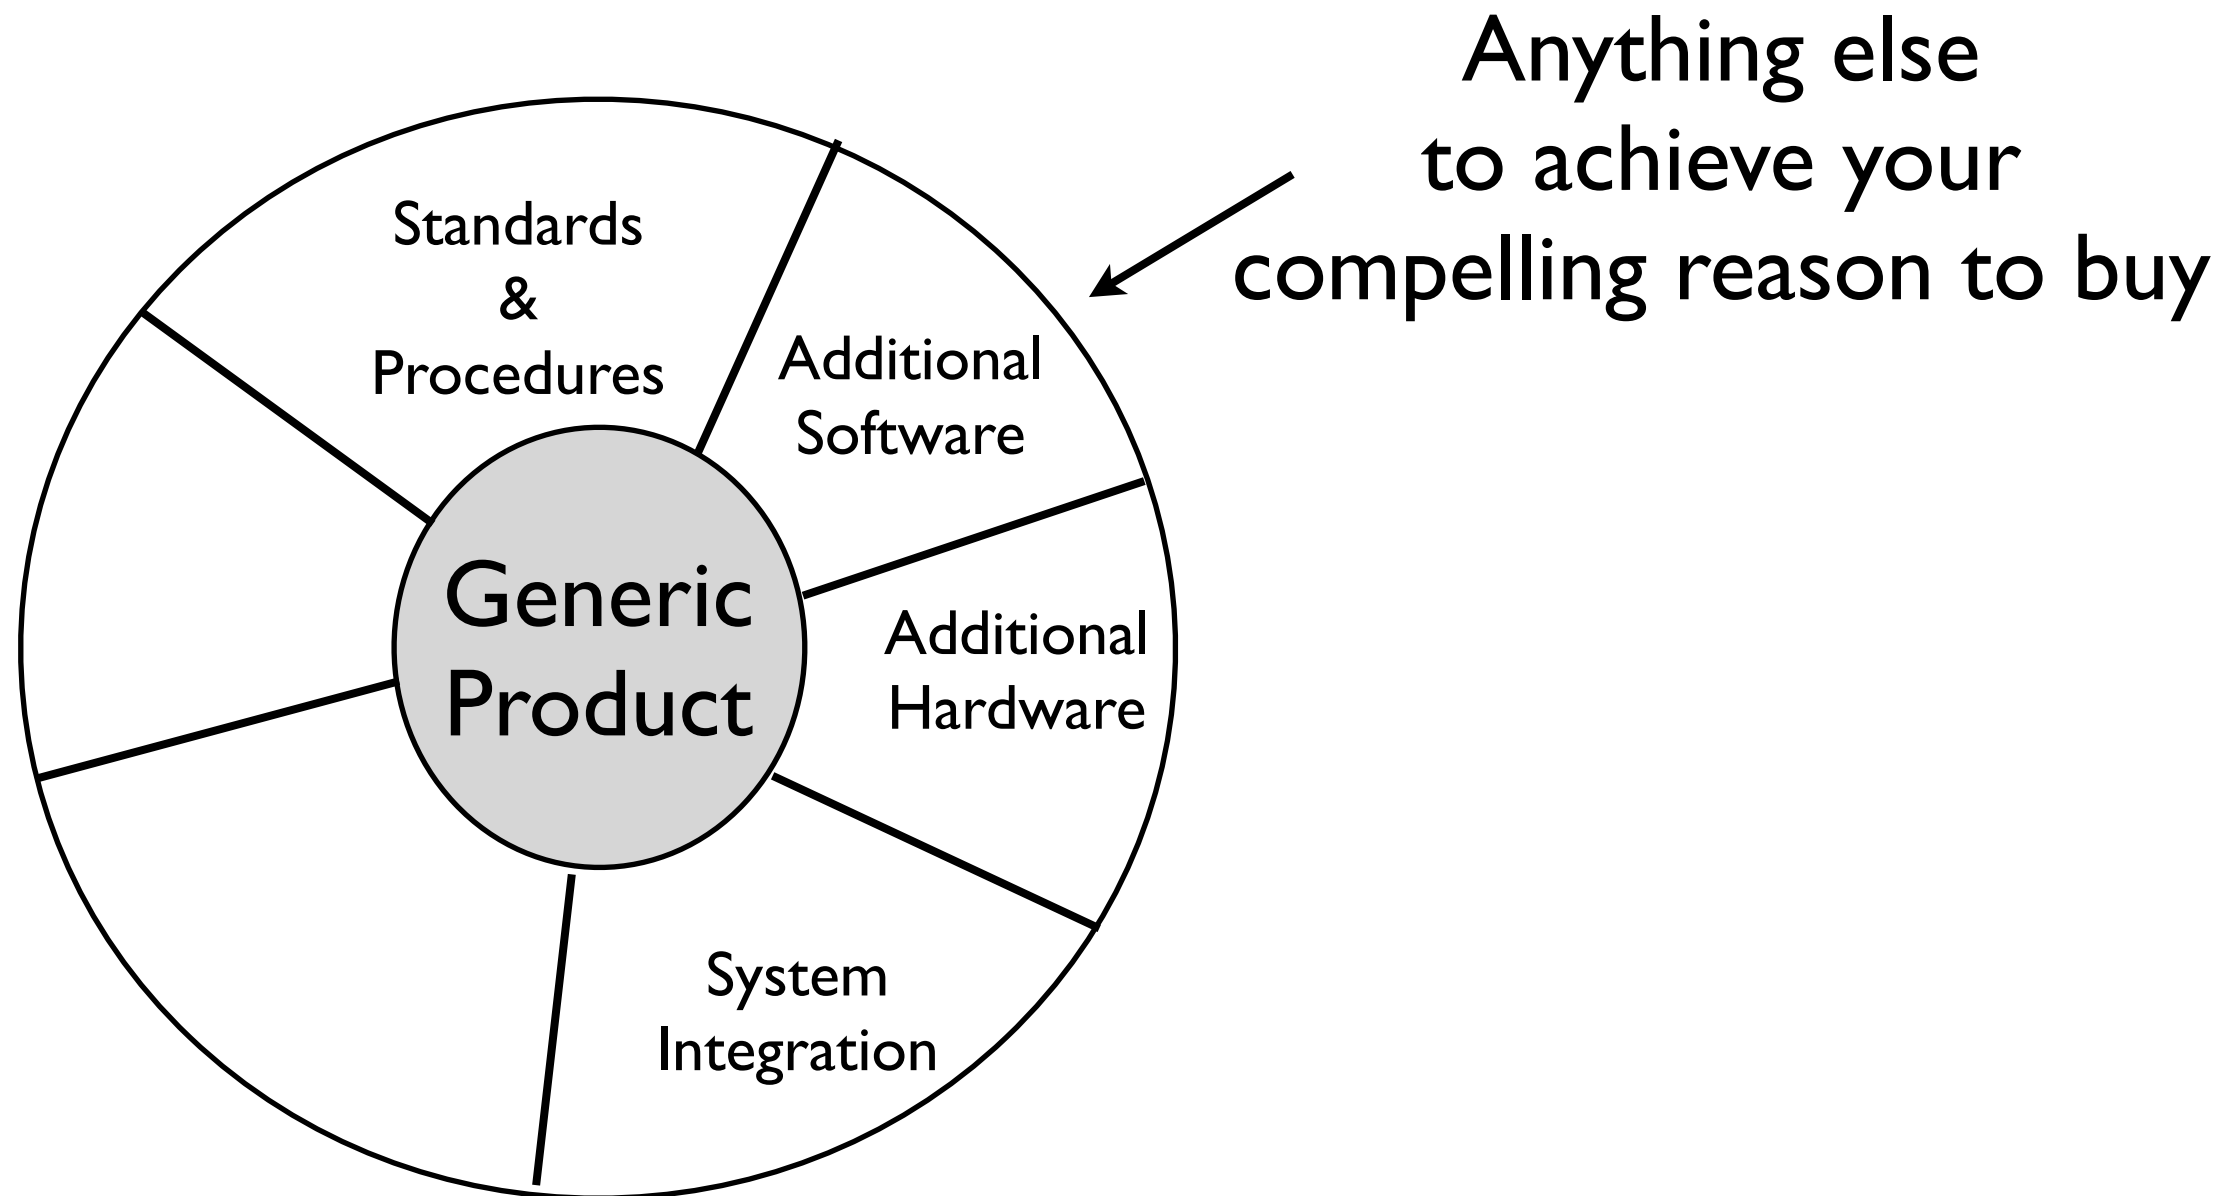 Anything else
to achieve your
compelling reason to buy
Standards
&
Procedures
Additional
Software
Generic
Product
Additional
Hardware
System
Integration